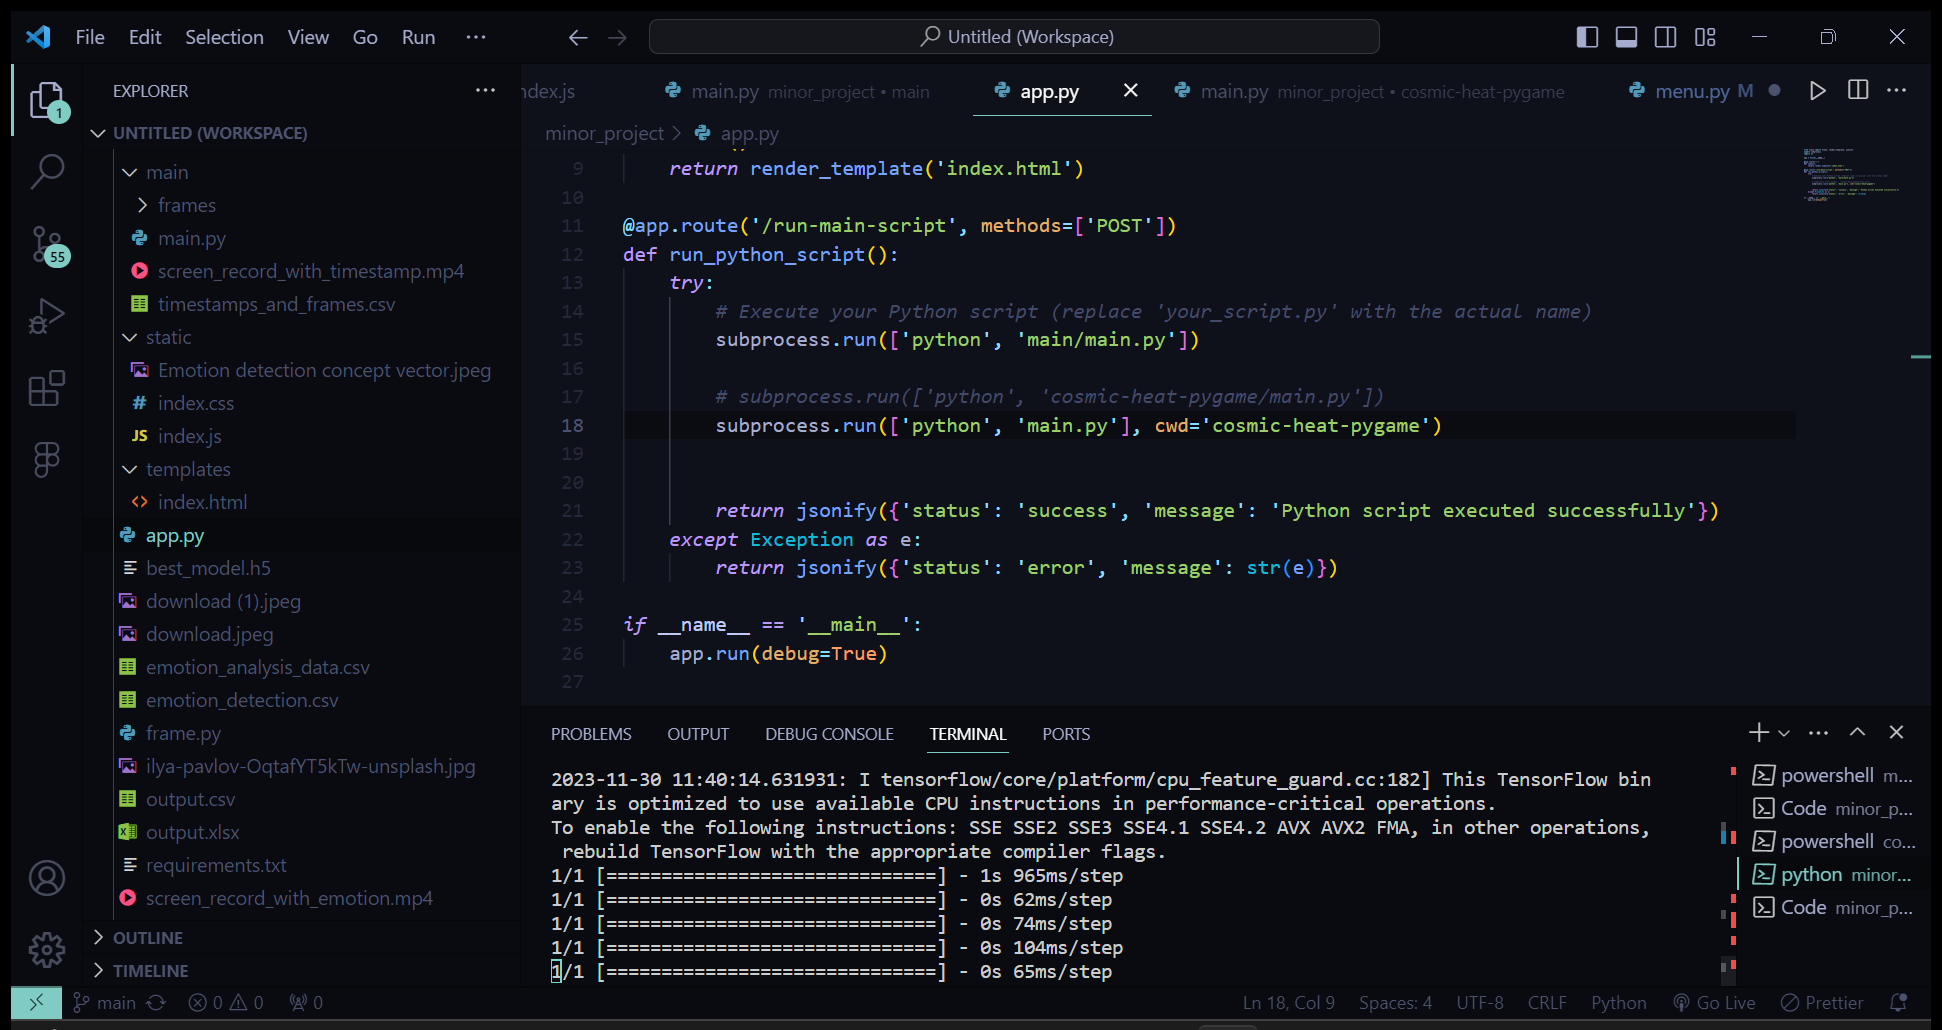 File Edit Selection View Go Run ··· Untitled (Workspace)
EXPLORER ···
ndex.js main.py minor_project • main app.py main.py minor_project • cosmic-heat-pygame menu.py M
1
UNTITLED (WORKSPACE)
minor_project > app.py
main
frames
main.py
screen_record_with_timestamp.mp4
timestamps_and_frames.csv
static
Emotion detection concept vector.jpeg
index.css
JS index.js
templates
index.html
app.py
best_model.h5
download (1).jpeg
download.jpeg
emotion_analysis_data.csv
emotion_detection.csv
frame.py
ilya-pavlov-OqtafYT5kTw-unsplash.jpg
output.csv
output.xlsx
requirements.txt
screen_record_with_emotion.mp4
OUTLINE
TIMELINE
55
9 return render_template('index.html')
10
11 @app.route('/run-main-script', methods=['POST'])
12 def run_python_script():
13 try:
14 # Execute your Python script (replace 'your_script.py' with the actual name)
15 subprocess.run(['python', 'main/main.py'])
16
17 # subprocess.run(['python', 'cosmic-heat-pygame/main.py'])
18 subprocess.run(['python', 'main.py'], cwd='cosmic-heat-pygame')
19
20
21 return jsonify({'status': 'success', 'message': 'Python script executed successfully'})
22 except Exception as e:
23 return jsonify({'status': 'error', 'message': str(e)})
24
25 if __name__ == '__main__':
26 app.run(debug=True)
27
PROBLEMS OUTPUT DEBUG CONSOLE TERMINAL PORTS
2023-11-30 11:40:14.631931: I tensorflow/core/platform/cpu_feature_guard.cc:182] This TensorFlow bin
ary is optimized to use available CPU instructions in performance-critical operations.
To enable the following instructions: SSE SSE2 SSE3 SSE4.1 SSE4.2 AVX AVX2 FMA, in other operations,
rebuild TensorFlow with the appropriate compiler flags.
1/1 [==============================] - 1s 965ms/step
1/1 [==============================] - 0s 62ms/step
1/1 [==============================] - 0s 74ms/step
1/1 [==============================] - 0s 104ms/step
1/1 [==============================] - 0s 65ms/step
powershell m...
Code minor_p...
powershell co...
python minor...
Code minor_p...
main 0 0 0 Ln 18, Col 9 Spaces: 4 UTF-8 CRLF Python Go Live Prettier